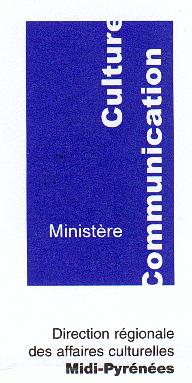 Ministère
Culture
Communication
Direction régionale
des affaires culturelles
Midi-Pyrénées